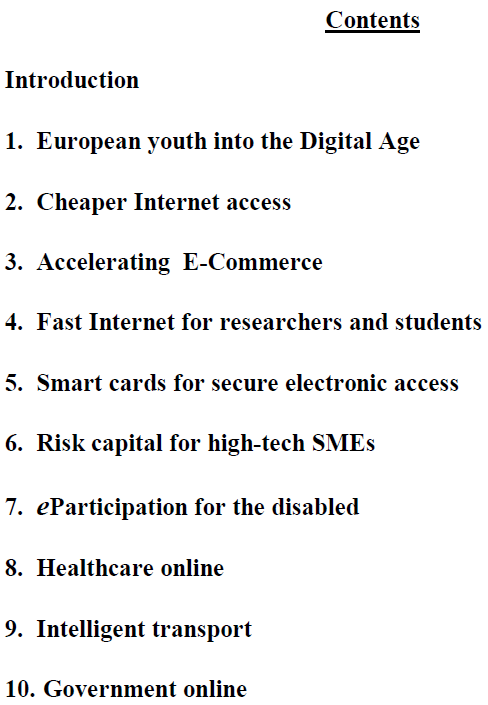 Contents
Introduction
1. European youth into the Digital Age
2. Cheaper Internet access
3. Accelerating E-Commerce
4. Fast Internet for researchers and students
5. Smart cards for secure electronic access
6. Risk capital for high-tech SMEs
7. eParticipation for the disabled
8. Healthcare online
9. Intelligent transport
10. Government online